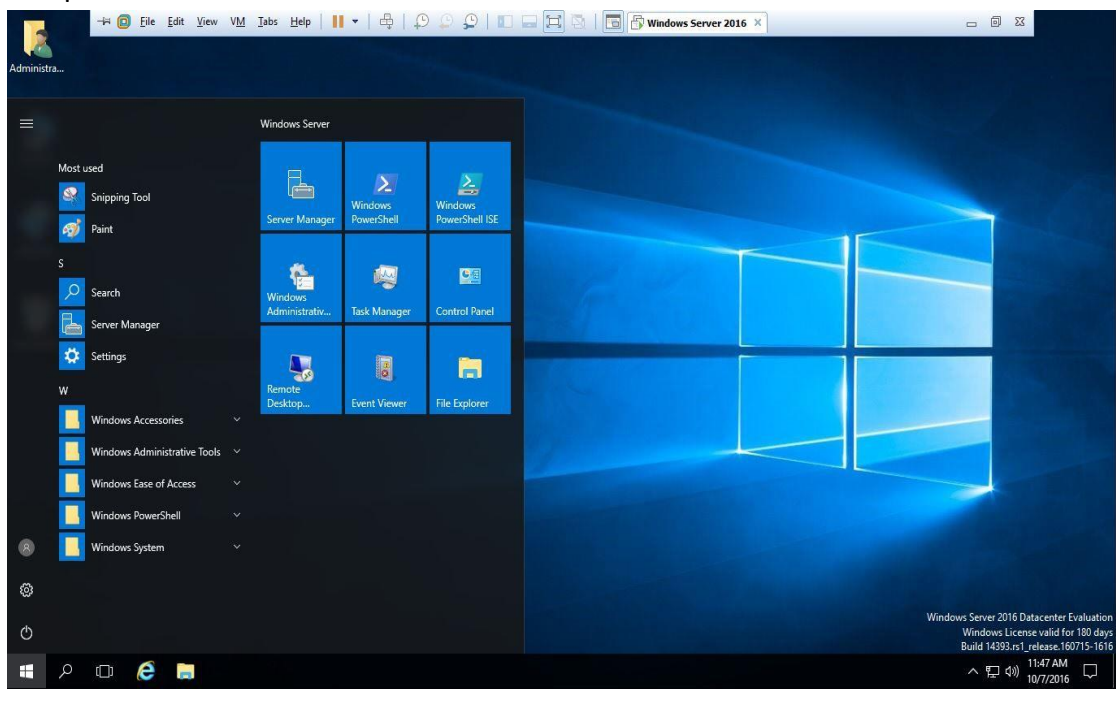 File Edit View VM Tabs Help Windows Server 2016
Administra...
Windows Server
Most used
Snipping Tool
Paint
S
Search
Server Manager
Settings
W
Windows Accessories
Windows Administrative Tools
Windows Ease of Access
Windows PowerShell
Windows System
Server Manager
Windows
PowerShell
Windows
PowerShell ISE
Windows
Administrativ...
Task Manager
Control Panel
Remote
Desktop...
Event Viewer
File Explorer
Windows Server 2016 Datacenter Evaluation
Windows License valid for 180 days
Build 14393.rs1_release.160715-1616
11:47 AM
10/7/2016